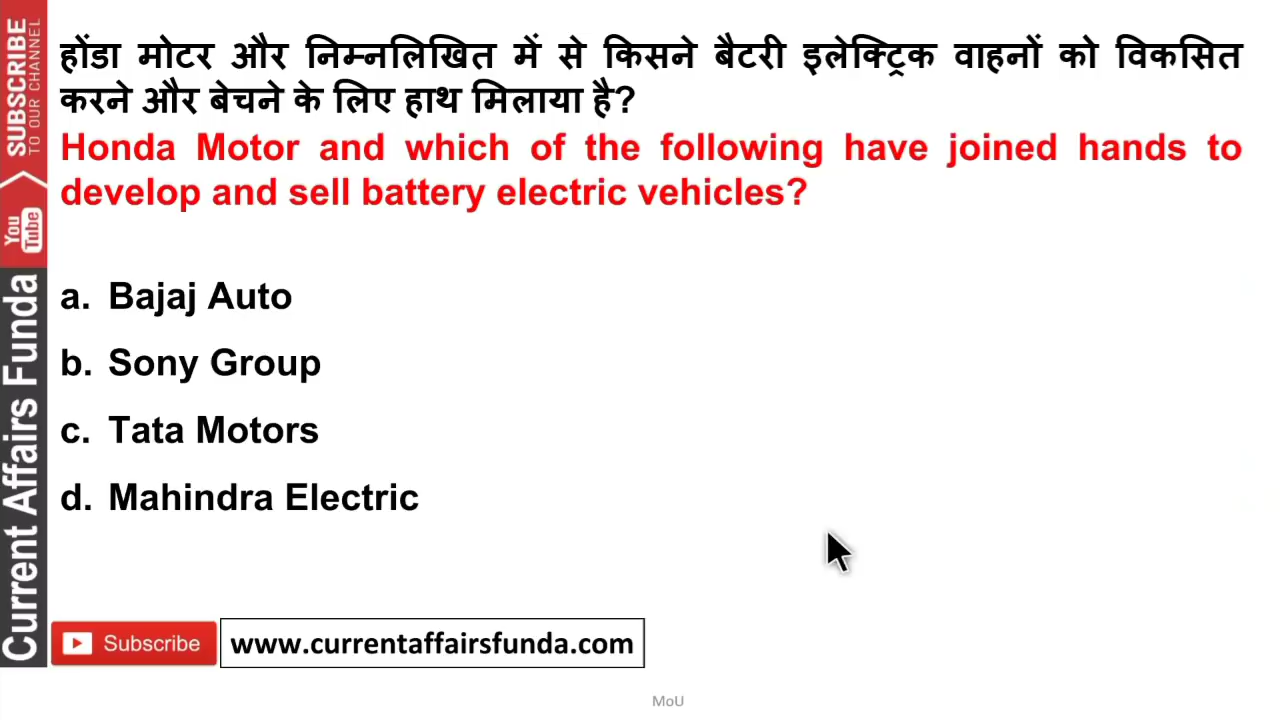 SUBSCRIBE
TO OUR CHANNEL
You
Tube
Current Affairs Funda
होंडा मोटर और निम्नलिखित में से किसने बैटरी इलेक्ट्रिक वाहनों को विकसित
करने और बेचने के लिए हाथ मिलाया है?
Honda Motor and which of the following have joined hands to
develop and sell battery electric vehicles?
a. Bajaj Auto
b. Sony Group
c. Tata Motors
d. Mahindra Electric
Subscribe
www.currentaffairsfunda.com
MoU